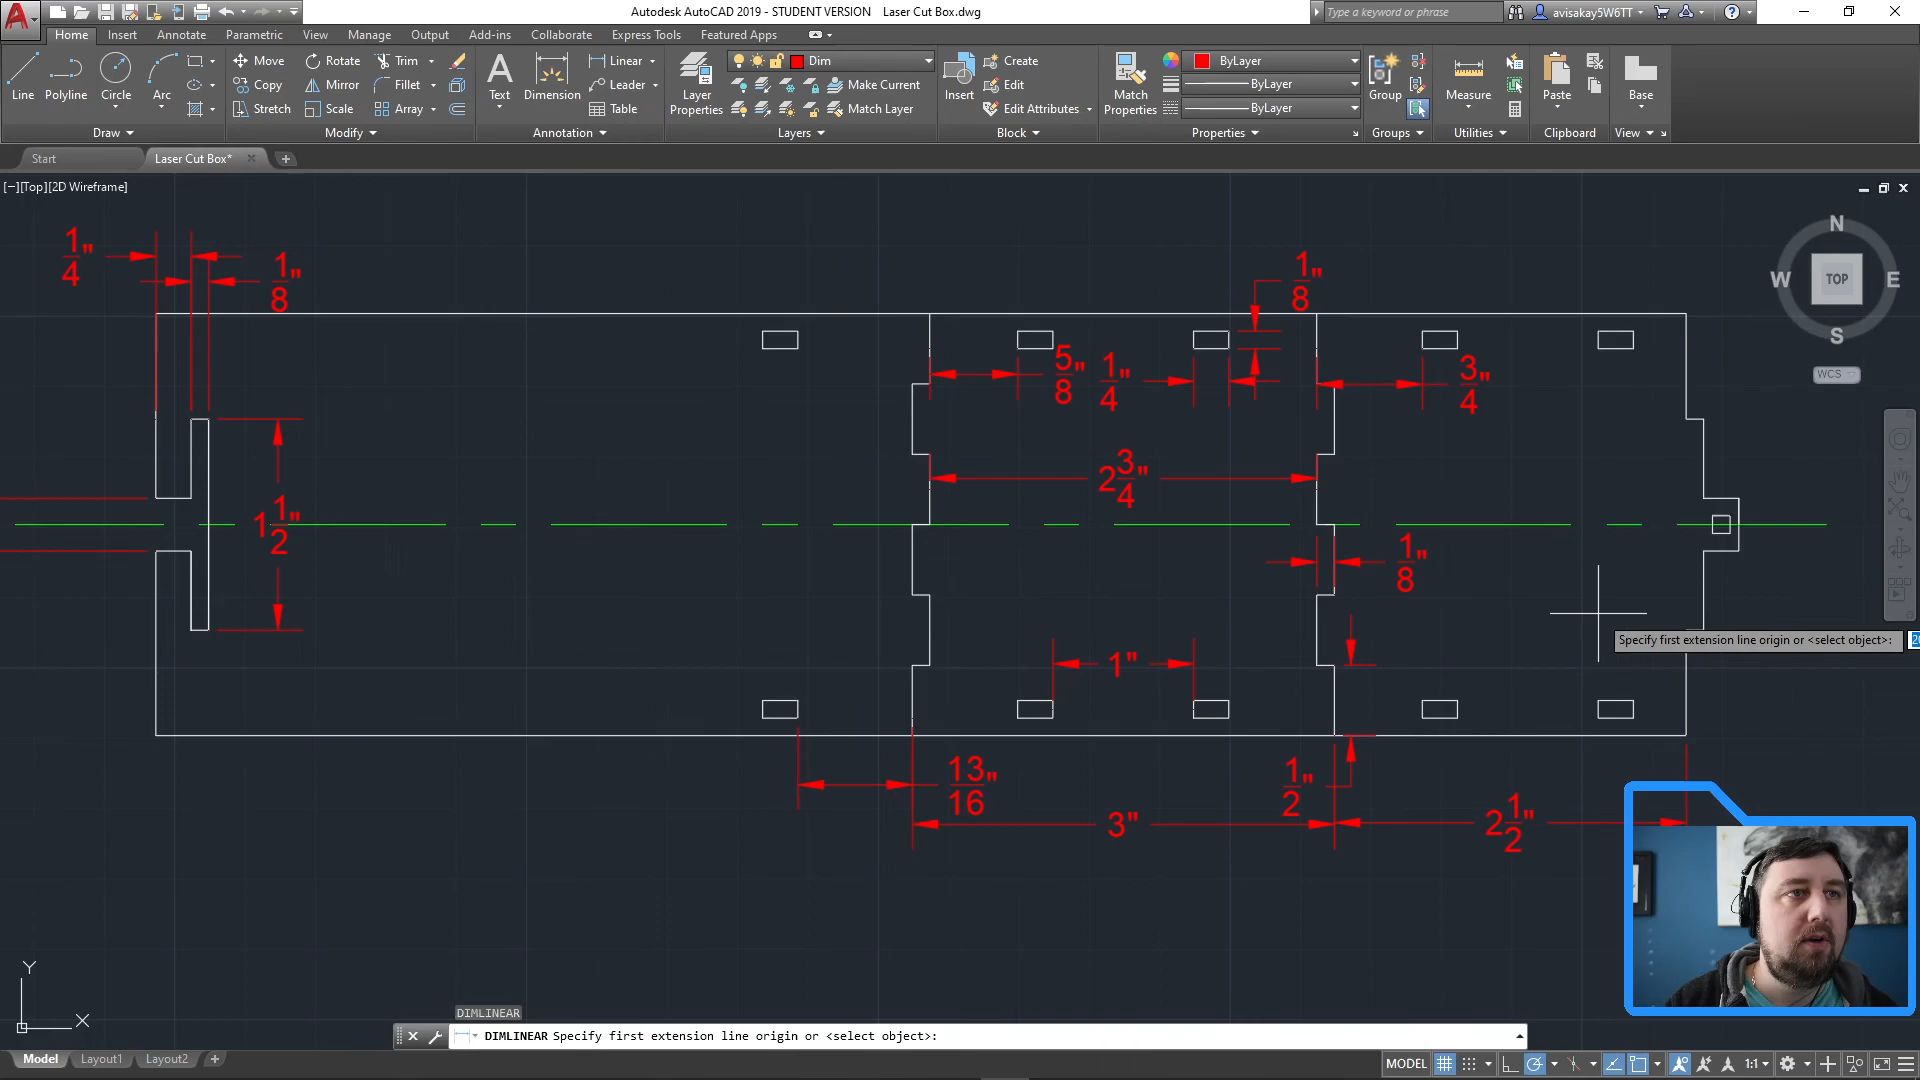 Autodesk AutoCAD 2019 - STUDENT VERSION Laser Cut Box.dwg
Type a keyword or phrase
avisakay5W6TT
Home Insert Annotate Parametric View Manage Output Add-ins Collaborate Express Tools Featured Apps
Line Polyline Circle Arc
Move Rotate Trim
Copy Mirror Fillet
Stretch Scale Array
Text Dimension
Linear
Leader
Table
Layer Properties
Dim
Make Current
Match Layer
Insert
Create
Edit
Edit Attributes
Match Properties
ByLayer
ByLayer
ByLayer
Group Measure Paste Base
Draw Modify Annotation Layers Block Properties Groups Utilities Clipboard View
Start Laser Cut Box*
[−][Top][2D Wireframe]
N
W TOP E
S
WCS
1/4" 1/8" 1/8"
5/8" 1/4" 3/4"
2 3/4"
1 1/2" 1/8"
1"
13/16" 1/2"
3" 2 1/2"
Specify first extension line origin or <select object>:
Y
X
DIMLINEAR
DIMLINEAR Specify first extension line origin or <select object>:
Model Layout1 Layout2
MODEL 1:1